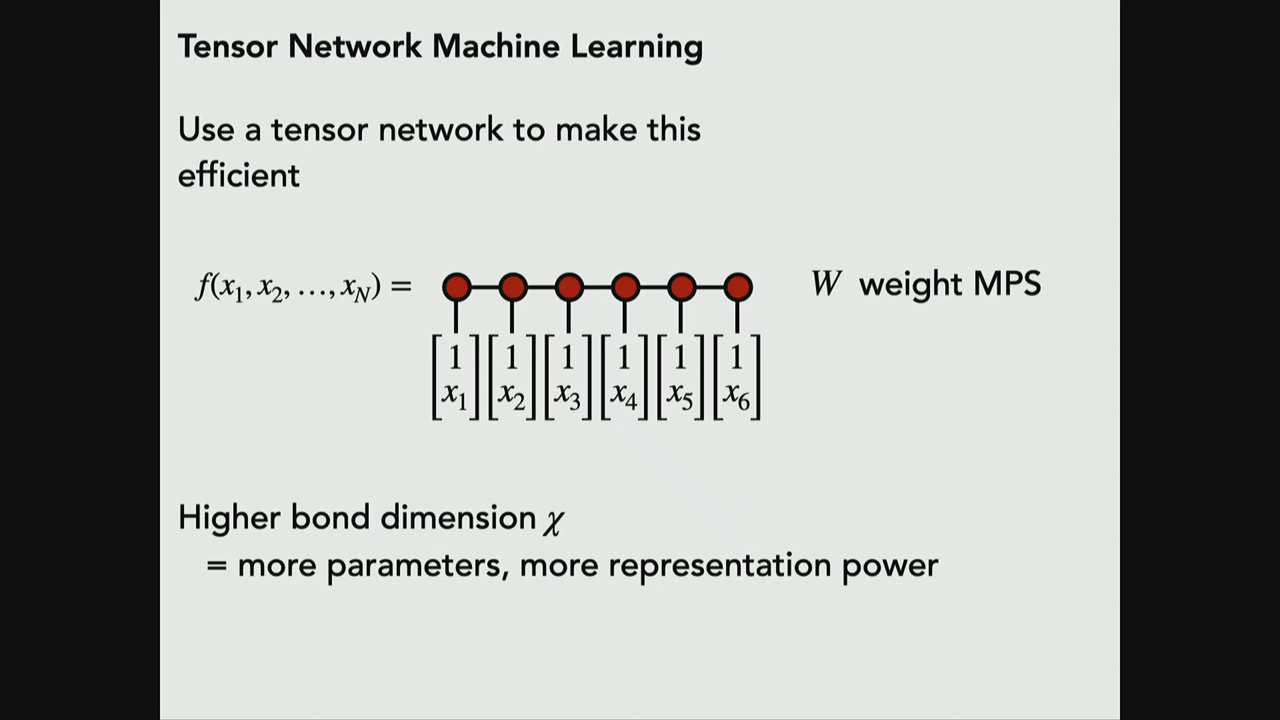 Tensor Network Machine Learning
Use a tensor network to make this
efficient
f(x₁, x₂, …, x_N) =
W weight MPS
[1 x₁] [1 x₂] [1 x₃] [1 x₄] [1 x₅] [1 x₆]
Higher bond dimension χ
= more parameters, more representation power